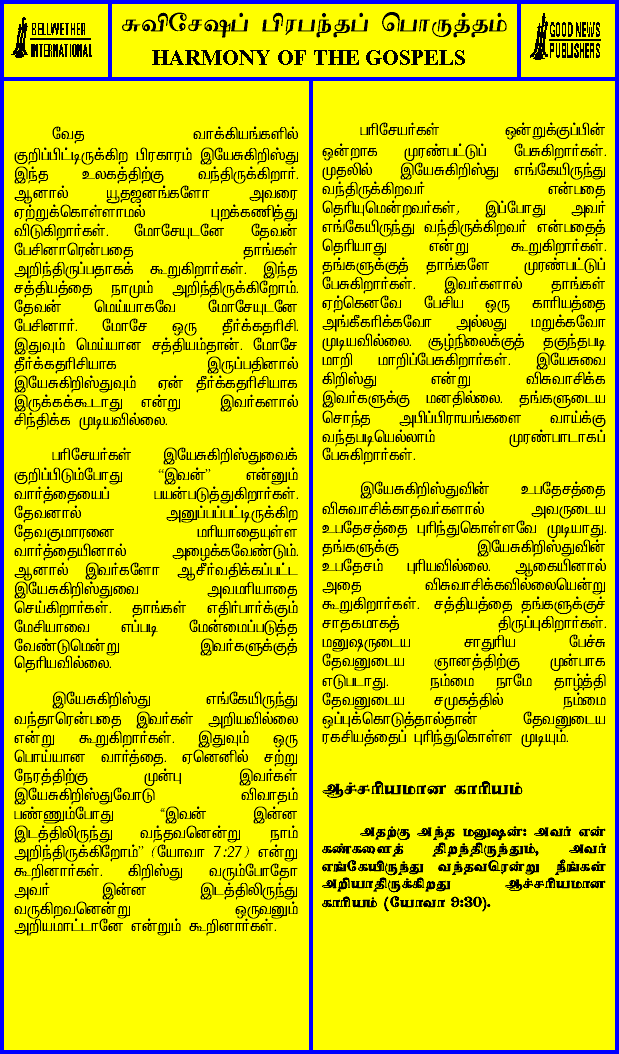 BELLWETHER
INTERNATIONAL
சுவிசேஷப் பிரபந்தப் பொருத்தம்
HARMONY OF THE GOSPELS
GOOD NEWS
PUBLISHERS
வேத வாக்கியங்களில்
குறிப்பிட்டிருக்கிற பிரகாரம் இயேசுகிறிஸ்து
இந்த உலகத்திற்கு வந்திருக்கிறார்.
ஆனால் யூதஜனங்களோ அவரை
ஏற்றுக்கொள்ளாமல் புறக்கணித்து
விடுகிறார்கள். மோசேயுடனே தேவன்
பேசினாரென்பதை தாங்கள்
அறிந்திருப்பதாகக் கூறுகிறார்கள். இந்த
சத்தியத்தை நாமும் அறிந்திருக்கிறோம்.
தேவன் மெய்யாகவே மோசேயுடனே
பேசினார். மோசே ஒரு தீர்க்கதரிசி.
இதுவும் மெய்யான சத்தியம்தான். மோசே
தீர்க்கதரிசியாக இருப்பதினால்
இயேசுகிறிஸ்துவும் ஏன் தீர்க்கதரிசியாக
இருக்கக்கூடாது என்று இவர்களால்
சிந்திக்க முடியவில்லை.
பரிசேயர்கள் இயேசுகிறிஸ்துவைக்
குறிப்பிடும்போது “இவன்” என்னும்
வார்த்தையைப் பயன்படுத்துகிறார்கள்.
தேவனால் அனுப்பப்பட்டிருக்கிற
தேவகுமாரனை மரியாதையுள்ள
வார்த்தையினால் அழைக்கவேண்டும்.
ஆனால் இவர்களோ ஆசீர்வதிக்கப்பட்ட
இயேசுகிறிஸ்துவை அவமரியாதை
செய்கிறார்கள். தாங்கள் எதிர்பார்க்கும்
மேசியாவை எப்படி மேன்மைப்படுத்த
வேண்டுமென்று இவர்களுக்குத்
தெரியவில்லை.
இயேசுகிறிஸ்து எங்கேயிருந்து
வந்தாரென்பதை இவர்கள் அறியவில்லை
என்று கூறுகிறார்கள். இதுவும் ஒரு
பொய்யான வார்த்தை. ஏனெனில் சற்று
நேரத்திற்கு முன்பு இவர்கள்
இயேசுகிறிஸ்துவோடு விவாதம்
பண்ணும்போது “இவன் இன்ன
இடத்திலிருந்து வந்தவனென்று நாம்
அறிந்திருக்கிறோம்” (யோவா 7:27) என்று
கூறினார்கள். கிறிஸ்து வரும்போதோ
அவர் இன்ன இடத்திலிருந்து
வருகிறவனென்று ஒருவனும்
அறியமாட்டானே என்றும் கூறினார்கள்.
பரிசேயர்கள் ஒன்றுக்குப்பின்
ஒன்றாக முரண்பட்டுப் பேசுகிறார்கள்.
முதலில் இயேசுகிறிஸ்து எங்கேயிருந்து
வந்திருக்கிறவர் என்பதை
தெரியுமென்றவர்கள், இப்போது அவர்
எங்கேயிருந்து வந்திருக்கிறவர் என்பதைத்
தெரியாது என்று கூறுகிறார்கள்.
தங்களுக்குத் தாங்களே முரண்பட்டுப்
பேசுகிறார்கள். இவர்களால் தாங்கள்
ஏற்கெனவே பேசிய ஒரு காரியத்தை
அங்கீகரிக்கவோ அல்லது மறுக்கவோ
முடியவில்லை. சூழ்நிலைக்குத் தகுந்தபடி
மாறி மாறிப்பேசுகிறார்கள். இயேசுவை
கிறிஸ்து என்று விசுவாசிக்க
இவர்களுக்கு மனதில்லை. தங்களுடைய
சொந்த அபிப்பிராயங்களை வாய்க்கு
வந்தபடியெல்லாம் முரண்பாடாகப்
பேசுகிறார்கள்.
இயேசுகிறிஸ்துவின் உபதேசத்தை
விசுவாசிக்காதவர்களால் அவருடைய
உபதேசத்தை புரிந்துகொள்ளவே முடியாது.
தங்களுக்கு இயேசுகிறிஸ்துவின்
உபதேசம் புரியவில்லை. ஆகையினால்
அதை விசுவாசிக்கவில்லையென்று
கூறுகிறார்கள். சத்தியத்தை தங்களுக்குச்
சாதகமாகத் திருப்புகிறார்கள்.
மனுஷருடைய சாதுரிய பேச்சு
தேவனுடைய ஞானத்திற்கு முன்பாக
எடுபடாது. நம்மை நாமே தாழ்த்தி
தேவனுடைய சமுகத்தில் நம்மை
ஒப்புக்கொடுத்தால்தான் தேவனுடைய
ரகசியத்தைப் புரிந்துகொள்ள முடியும்.
ஆச்சரியமான காரியம்
அதற்கு அந்த மனுஷன்: அவர் என்
கண்களைத் திறந்திருந்தும், அவர்
எங்கேயிருந்து வந்தவரென்று நீங்கள்
அறியாதிருக்கிறது ஆச்சரியமான
காரியம் (யோவா 9:30).